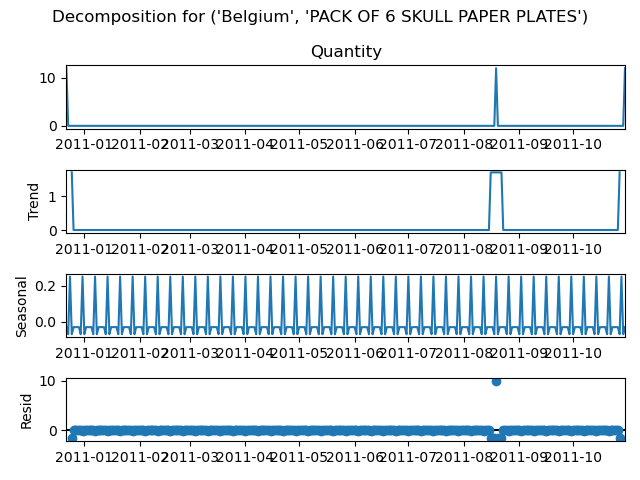 Decomposition for ('Belgium', 'PACK OF 6 SKULL PAPER PLATES')
Quantity
10
0
2011-01 2011-02 2011-03 2011-04 2011-05 2011-06 2011-07 2011-08 2011-09 2011-10
Trend
1
0
2011-01 2011-02 2011-03 2011-04 2011-05 2011-06 2011-07 2011-08 2011-09 2011-10
Seasonal
0.2
0.0
2011-01 2011-02 2011-03 2011-04 2011-05 2011-06 2011-07 2011-08 2011-09 2011-10
Resid
10
0
2011-01 2011-02 2011-03 2011-04 2011-05 2011-06 2011-07 2011-08 2011-09 2011-10